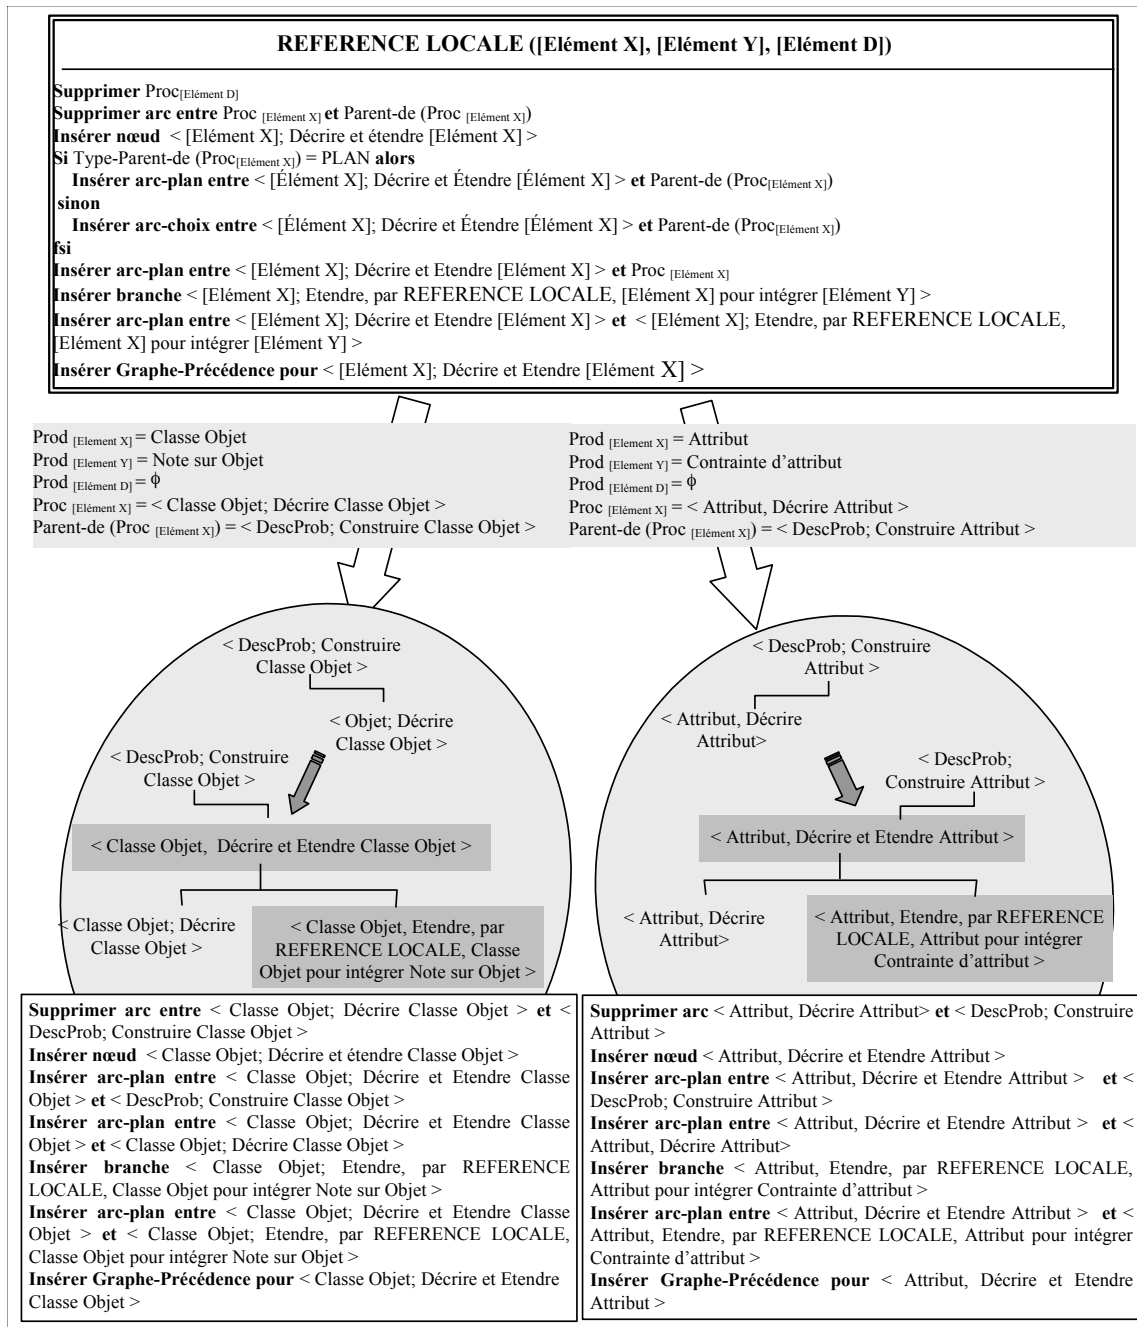 REFERENCE LOCALE ([Elément X], [Elément Y], [Elément D])
Supprimer Proc[Elément D]
Supprimer arc entre Proc [Elément X] et Parent-de (Proc [Elément X])
Insérer nœud < [Elément X]; Décrire et étendre [Elément X] >
Si Type-Parent-de (Proc[Elément X]) = PLAN alors
Insérer arc-plan entre < [Élément X]; Décrire et Étendre [Élément X] > et Parent-de (Proc[Elément X])
sinon
Insérer arc-choix entre < [Élément X]; Décrire et Étendre [Élément X] > et Parent-de (Proc[Elément X])
fsi
Insérer arc-plan entre < [Elément X]; Décrire et Etendre [Elément X] > et Proc [Elément X]
Insérer branche < [Elément X]; Etendre, par REFERENCE LOCALE, [Elément X] pour intégrer [Elément Y] >
Insérer arc-plan entre < [Elément X]; Décrire et Etendre [Elément X] > et < [Elément X]; Etendre, par REFERENCE LOCALE,
[Elément X] pour intégrer [Elément Y] >
Insérer Graphe-Précédence pour < [Elément X]; Décrire et Etendre [Elément X] >
Prod [Element X] = Classe Objet
Prod [Element Y] = Note sur Objet
Prod [Elément D] = ϕ
Proc [Elément X] = < Classe Objet; Décrire Classe Objet >
Parent-de (Proc [Elément X]) = < DescProb; Construire Classe Objet >
Prod [Element X] = Attribut
Prod [Element Y] = Contrainte d'attribut
Prod [Elément D] = ϕ
Proc [Elément X] = < Attribut, Décrire Attribut >
Parent-de (Proc [Elément X]) = < DescProb; Construire Attribut >
< DescProb; Construire
Classe Objet >
< Objet; Décrire
Classe Objet >
< DescProb; Construire
Classe Objet >
< Classe Objet, Décrire et Etendre Classe Objet >
< Classe Objet; Décrire
Classe Objet >
< Classe Objet, Etendre, par
REFERENCE LOCALE, Classe
Objet pour intégrer Note sur Objet >
< DescProb; Construire
Attribut >
< Attribut, Décrire
Attribut>
< DescProb;
Construire Attribut >
< Attribut, Décrire et Etendre Attribut >
< Attribut, Décrire
Attribut>
< Attribut, Etendre, par REFERENCE
LOCALE, Attribut pour intégrer
Contrainte d'attribut >
Supprimer arc entre < Classe Objet; Décrire Classe Objet > et <
DescProb; Construire Classe Objet >
Insérer nœud < Classe Objet; Décrire et étendre Classe Objet >
Insérer arc-plan entre < Classe Objet; Décrire et Etendre Classe
Objet > et < DescProb; Construire Classe Objet >
Insérer arc-plan entre < Classe Objet; Décrire et Etendre Classe
Objet > et < Classe Objet; Décrire Classe Objet >
Insérer branche < Classe Objet; Etendre, par REFERENCE
LOCALE, Classe Objet pour intégrer Note sur Objet >
Insérer arc-plan entre < Classe Objet; Décrire et Etendre Classe
Objet > et < Classe Objet; Etendre, par REFERENCE LOCALE,
Classe Objet pour intégrer Note sur Objet >
Insérer Graphe-Précédence pour < Classe Objet; Décrire et Etendre
Classe Objet >
Supprimer arc < Attribut, Décrire Attribut> et < DescProb; Construire
Attribut >
Insérer nœud < Attribut, Décrire et Etendre Attribut >
Insérer arc-plan entre < Attribut, Décrire et Etendre Attribut > et <
DescProb; Construire Attribut >
Insérer arc-plan entre < Attribut, Décrire et Etendre Attribut > et <
Attribut, Décrire Attribut>
Insérer branche < Attribut, Etendre, par REFERENCE LOCALE,
Attribut pour intégrer Contrainte d'attribut >
Insérer arc-plan entre < Attribut, Décrire et Etendre Attribut > et <
Attribut, Etendre, par REFERENCE LOCALE, Attribut pour intégrer
Contrainte d'attribut >
Insérer Graphe-Précédence pour < Attribut, Décrire et Etendre
Attribut >